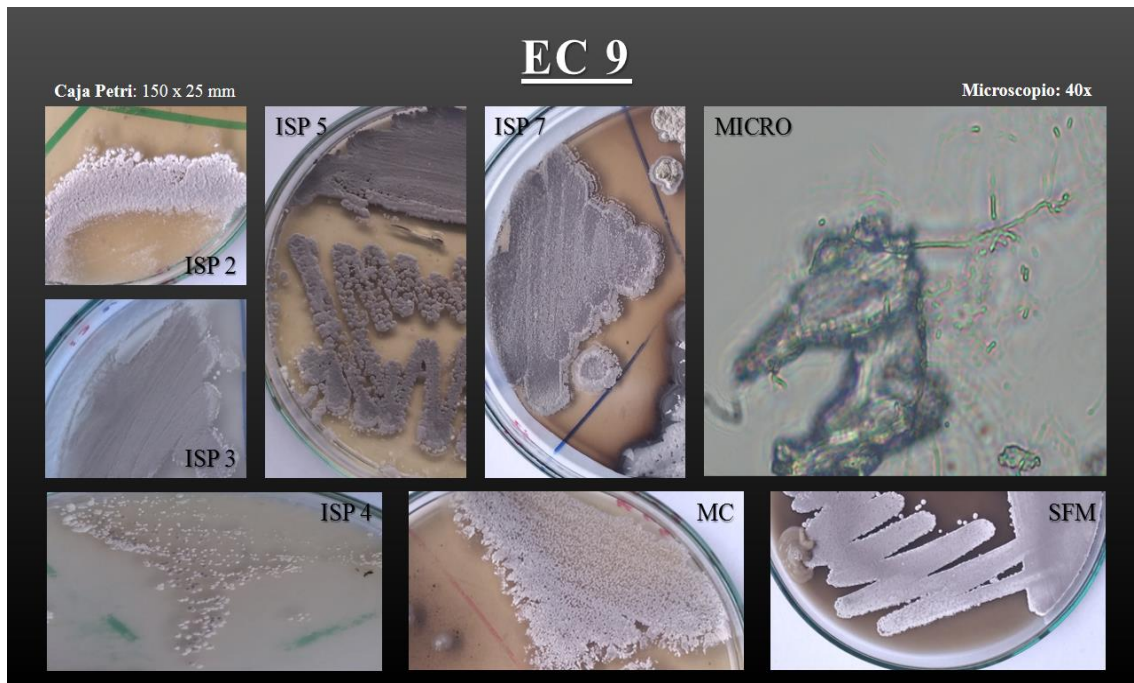 EC 9
Caja Petri: 150 x 25 mm
Microscopio: 40x
ISP 2
ISP 5
ISP 7
MICRO
ISP 3
ISP 4
MC
SFM